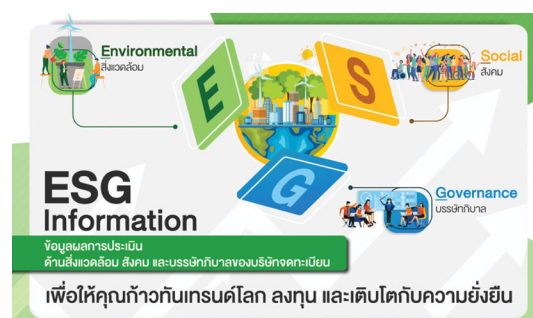 Environmental
สิ่งแวดล้อม
E
S
G
Social
สังคม
Governance
บรรษัทภิบาล
ESG
Information
ข้อมูลผลการประเมิน
ด้านสิ่งแวดล้อม สังคม และบรรษัทภิบาลของบริษัทจดทะเบียน
เพื่อให้คุณก้าวทันเทรนด์โลก ลงทุน และเติบโตกับความยั่งยืน